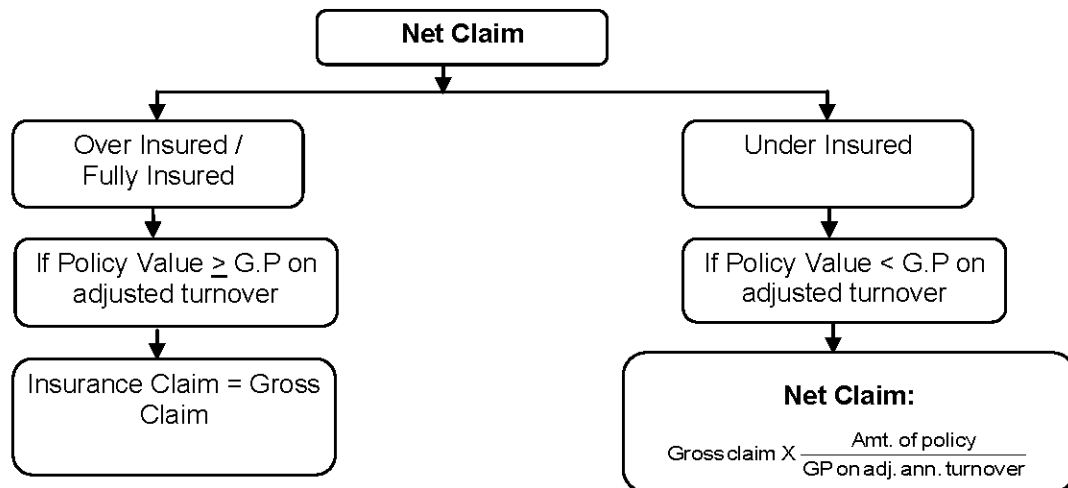 Net Claim
Over Insured /
Fully Insured
If Policy Value ≥ G.P on
adjusted turnover
Insurance Claim = Gross
Claim
Under Insured
If Policy Value < G.P on
adjusted turnover
Net Claim:
Gross claim X Amt. of policy
GP on adj. ann. turnover